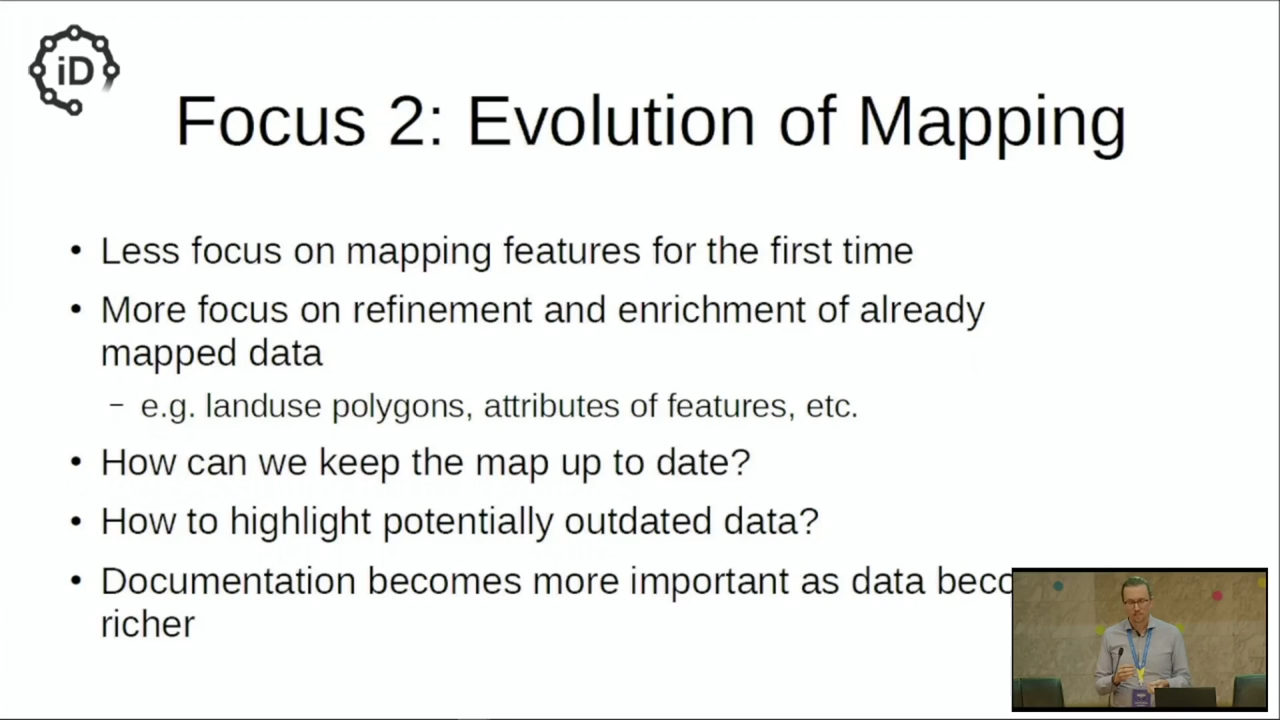 iD
Focus 2: Evolution of Mapping
• Less focus on mapping features for the first time
• More focus on refinement and enrichment of already
mapped data
– e.g. landuse polygons, attributes of features, etc.
• How can we keep the map up to date?
• How to highlight potentially outdated data?
• Documentation becomes more important as data beco
richer